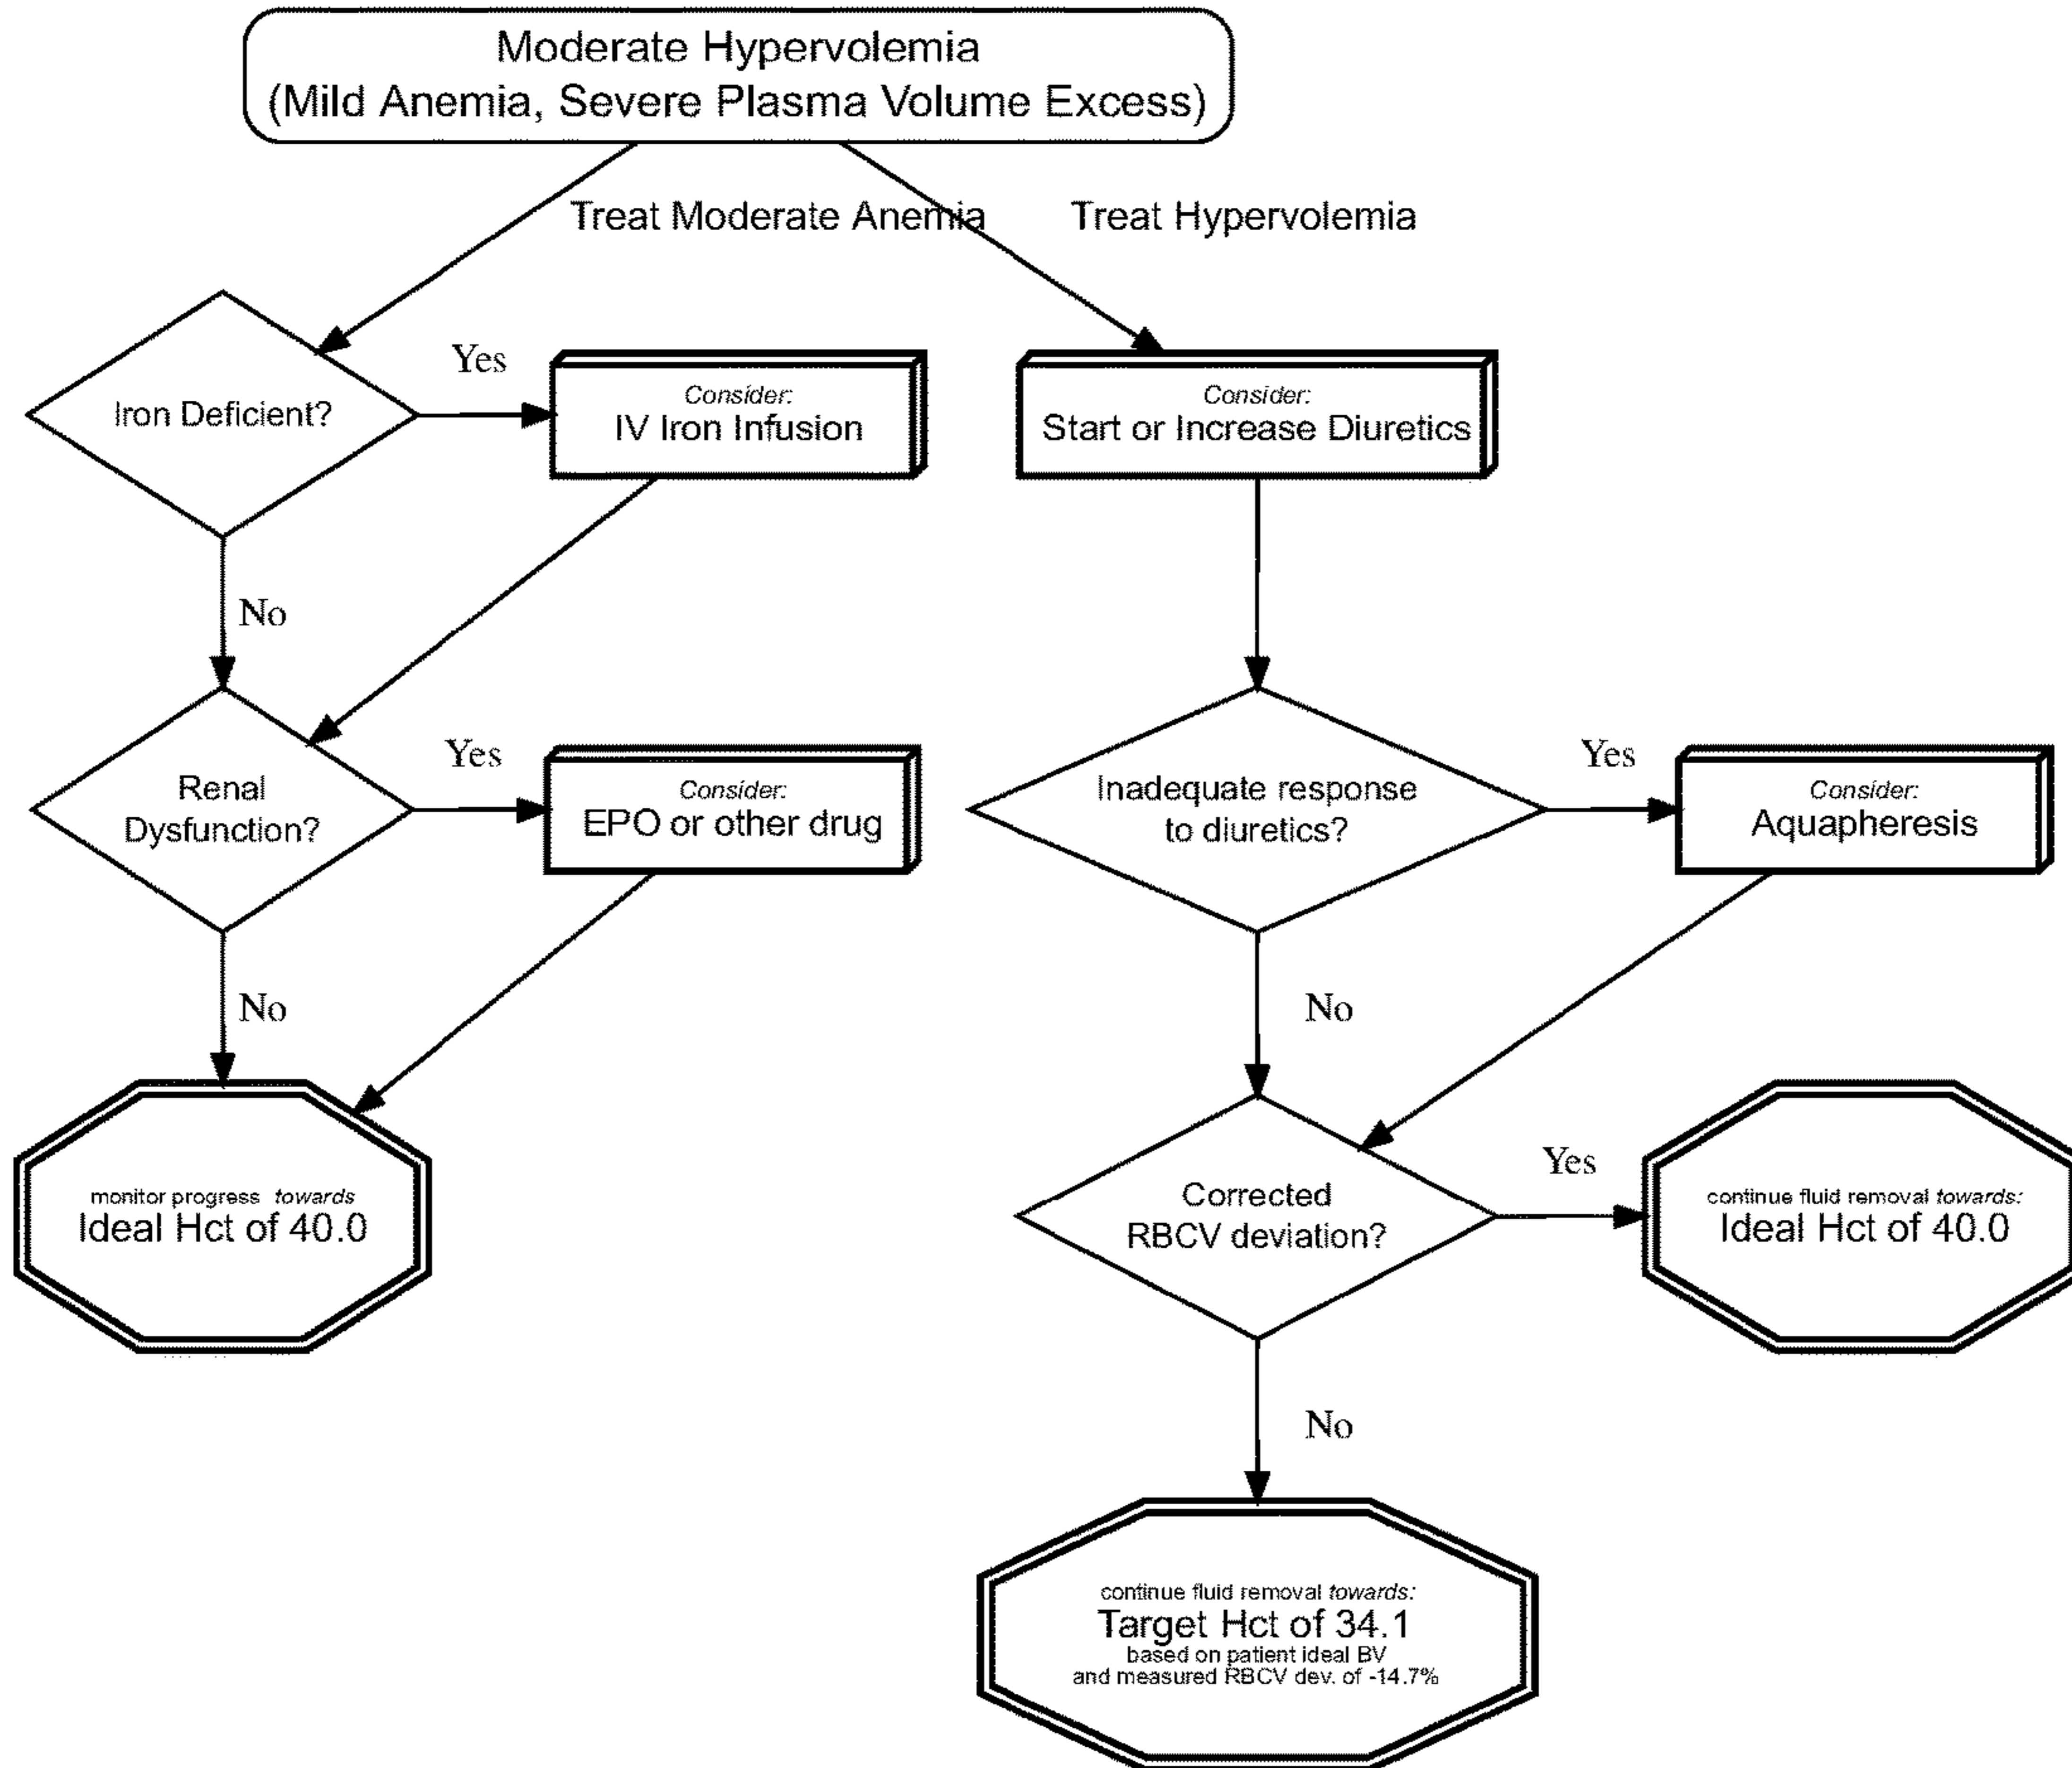 Moderate Hypervolemia
(Mild Anemia, Severe Plasma Volume Excess)
Treat Moderate Anemia
Treat Hypervolemia
Iron Deficient?
Yes
Consider:
IV Iron Infusion
Consider:
Start or Increase Diuretics
No
Renal
Dysfunction?
Yes
Consider:
EPO or other drug
Inadequate response
to diuretics?
Yes
Consider:
Aquapheresis
No
No
monitor progress towards
Ideal Hct of 40.0
Corrected
RBCV deviation?
Yes
continue fluid removal towards:
Ideal Hct of 40.0
No
continue fluid removal towards:
Target Hct of 34.1
based on patient ideal BV
and measured RBCV dev. of -14.7%